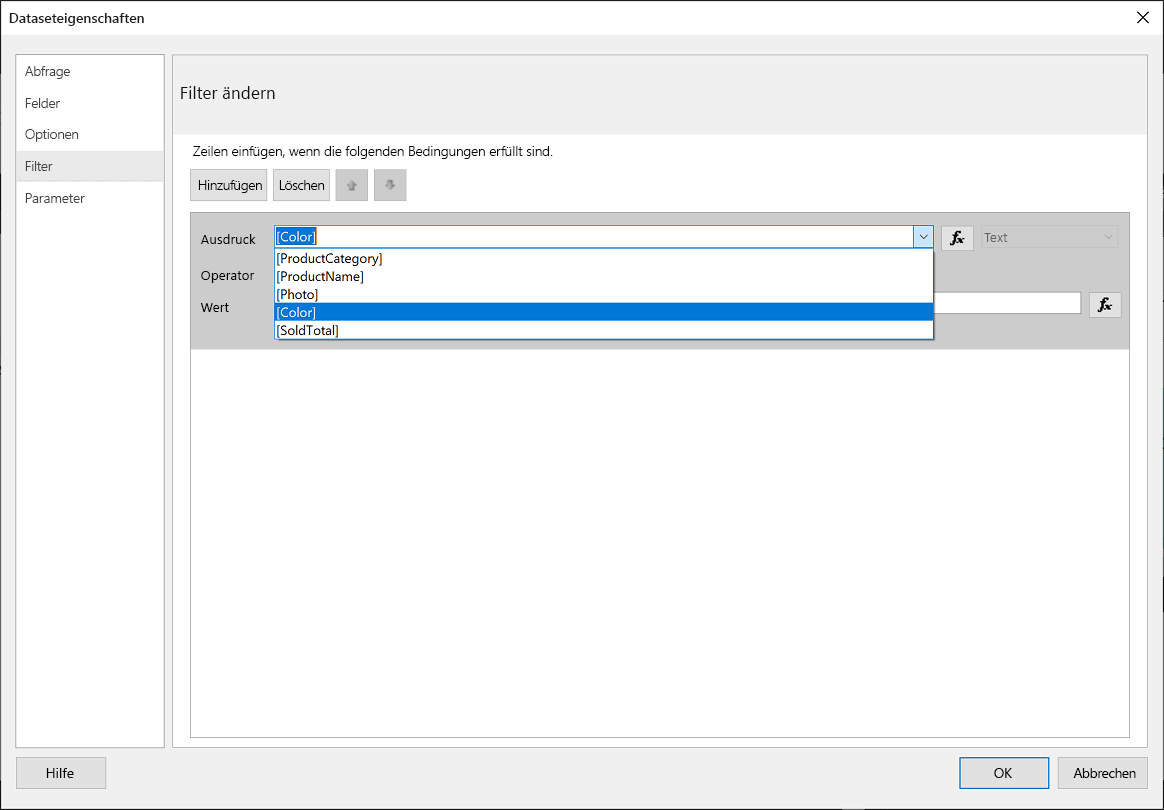 Dataseteigenschaften
Abfrage
Felder
Optionen
Filter
Parameter
Filter ändern
Zeilen einfügen, wenn die folgenden Bedingungen erfüllt sind.
Hinzufügen Löschen
Ausdruck [Color] fx Text
[ProductCategory]
[ProductName]
[Photo]
[Color]
[SoldTotal]
Operator
Wert fx
Hilfe OK Abbrechen